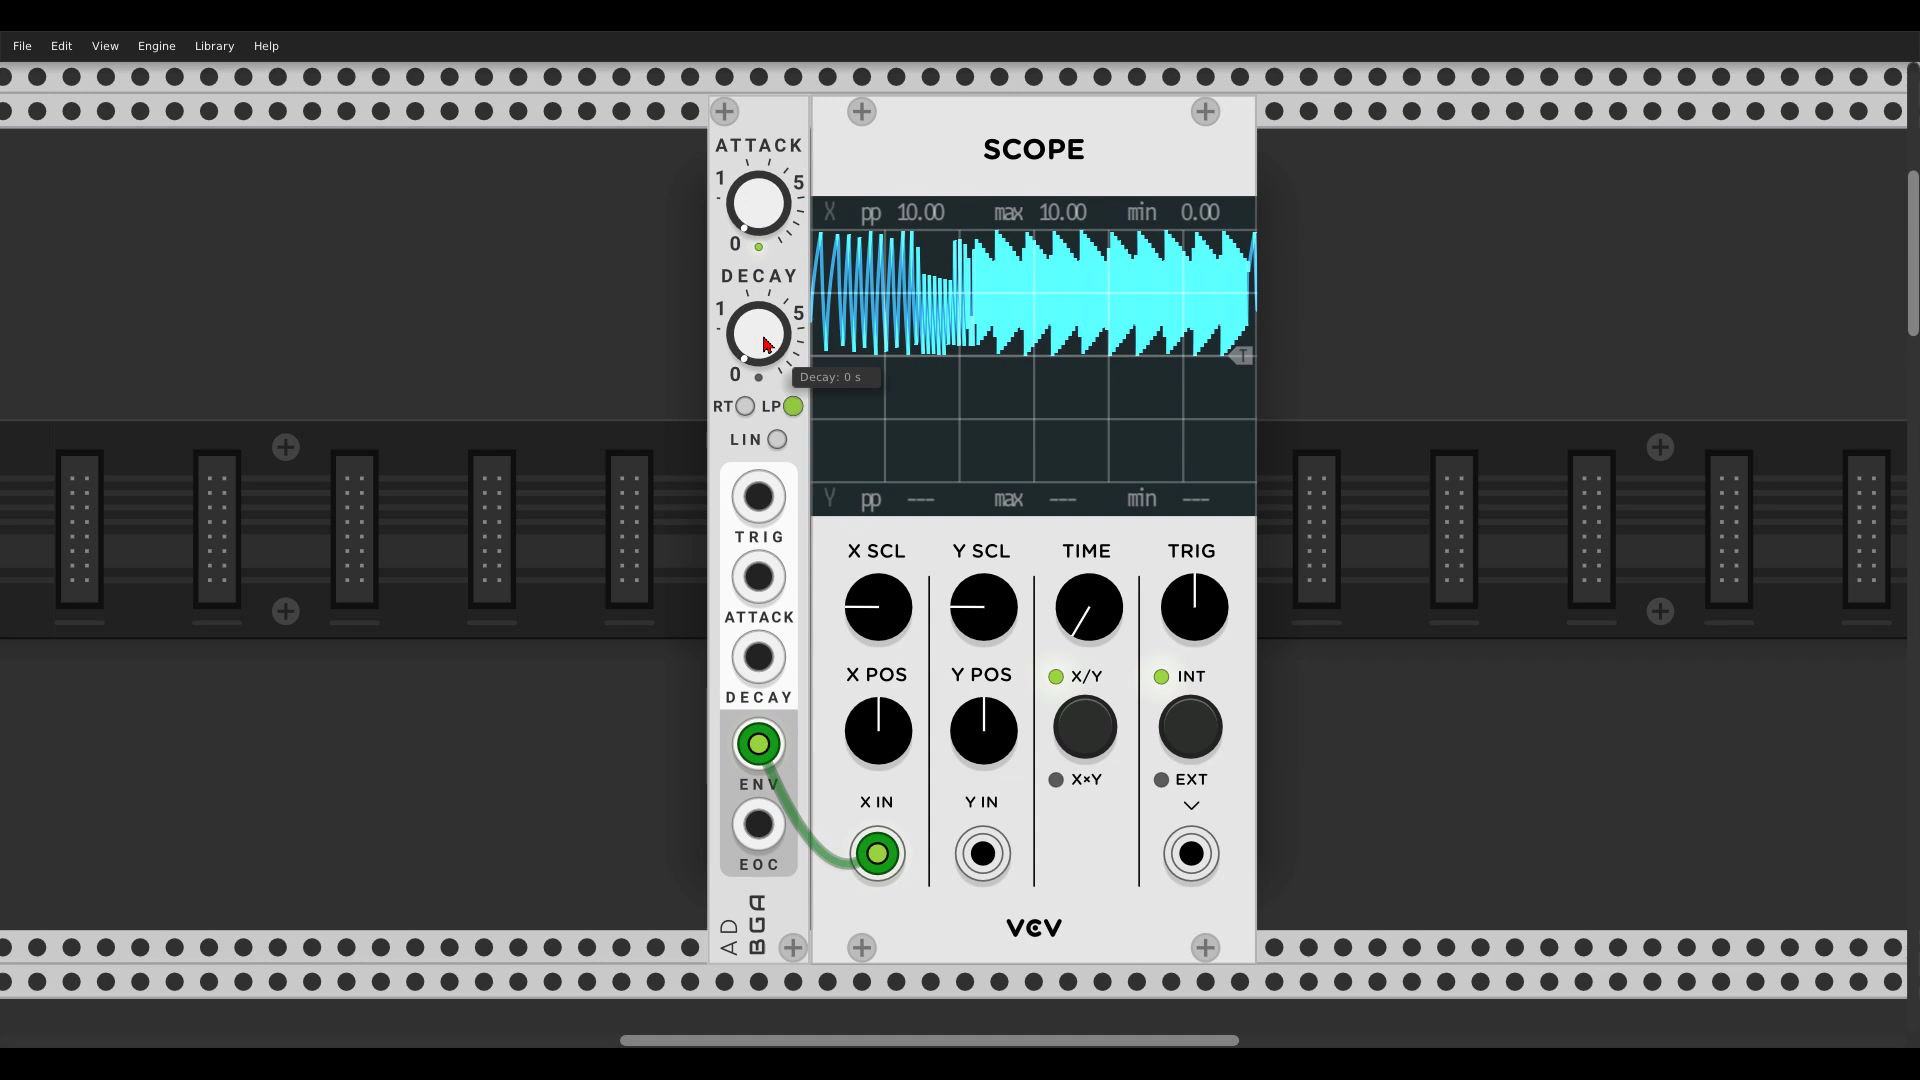 File Edit View Engine Library Help
ATTACK
1 5
0
DECAY
1 5
0
Decay: 0 s
RT LP
LIN
TRIG
ATTACK
DECAY
ENV
EOC
AD
BGA
SCOPE
X pp 10.00 max 10.00 min 0.00
T
Y pp --- max --- min ---
X SCL Y SCL TIME TRIG
X POS Y POS X/Y INT
X×Y EXT
X IN Y IN
VCV